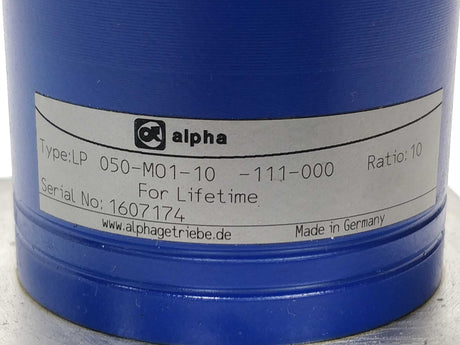 alpha
Type:LP 050-M01-10 -111-000 Ratio:10
For Lifetime
Serial No:1607174
www.alphagetriebe.de Made in Germany